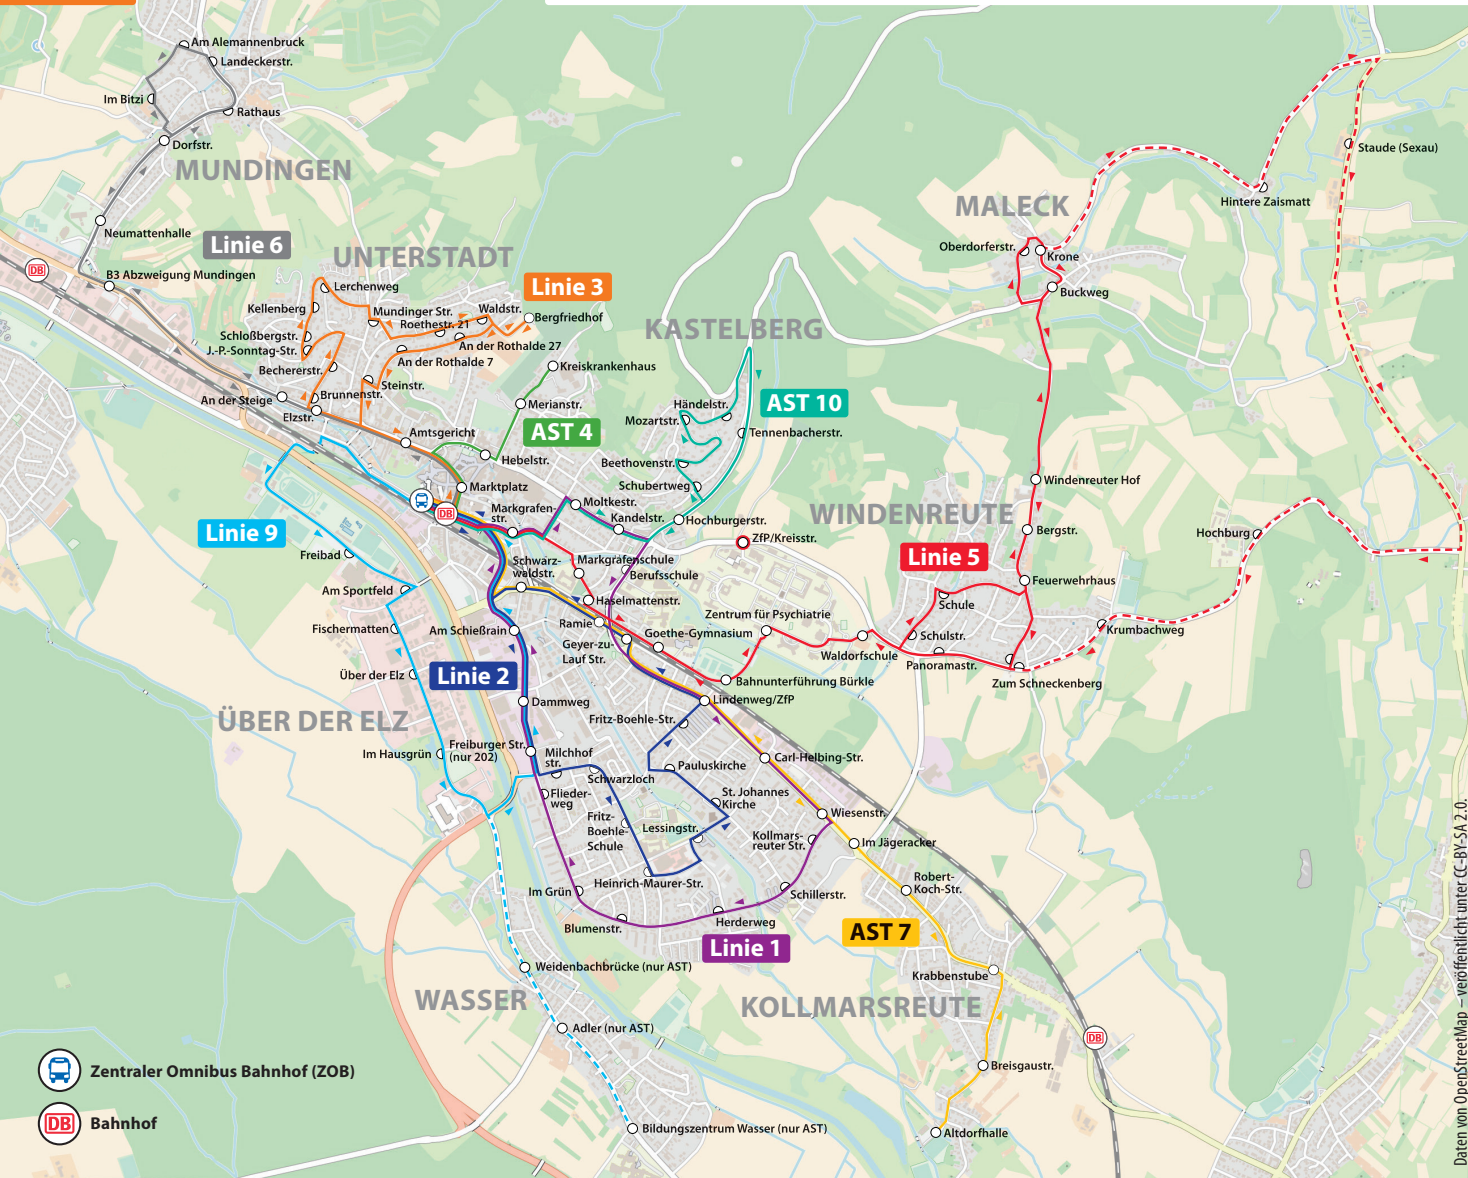 Am Alemannenbruck
Landeckerstr.
Im Bitzi
Rathaus
Dorfstr.
MUNDINGEN
Neumattenhalle
Linie 6
DB
B3 Abzweigung Mundingen
UNTERSTADT
Lerchenweg
Linie 3
Kellenberg
Mundinger Str.
Waldstr.
Roethestr. 21
Bergfriedhof
Schloßbergstr.
J.-P.-Sonntag-Str.
An der Rothalde 27
An der Rothalde 7
Bechererstr.
Steinstr.
Brunnenstr.
An der Steige
Elzstr.
Kreiskrankenhaus
Merianstr.
AST 4
Amtsgericht
Hebelstr.
Marktplatz
DB
KASTELBERG
AST 10
Händelstr.
Mozartstr.
Tennenbacherstr.
Beethovenstr.
Schubertweg
Moltkestr.
Markgrafen-
str.
Kandelstr.
Hochburgerstr.
ZfP/Kreisstr.
MALECK
Oberdorferstr.
Krone
Buckweg
Hintere Zaismatt
Staude (Sexau)
Windenreuter Hof
WINDENREUTE
Bergstr.
Hochburg
Linie 5
Feuerwehrhaus
Schule
Schulstr.
Krumbachweg
Panoramastr.
Zum Schneckenberg
Waldorfschule
Zentrum für Psychiatrie
Linie 9
Freibad
Am Sportfeld
Fischermatten
Über der Elz
ÜBER DER ELZ
Im Hausgrün
Schwarz-
waldstr.
Markgrafenschule
Berufsschule
Haselmattenstr.
Ramie
Goethe-Gymnasium
Geyer-zu-
Lauf Str.
Bahnunterführung Bürkle
Am Schießrain
Linie 2
Lindenweg/ZfP
Dammweg
Fritz-Boehle-Str.
Freiburger Str.
(nur 202)
Milchhof
str.
Schwarzloch
Pauluskirche
Carl-Helbing-Str.
Flieder-
weg
St. Johannes
Kirche
Fritz-
Boehle-
Schule
Lessingstr.
Kollmars-
reuter Str.
Wiesenstr.
Im Jägeracker
Heinrich-Maurer-Str.
Im Grün
Schillerstr.
Robert-
Koch-Str.
Blumenstr.
Herderweg
Linie 1
AST 7
Krabbenstube
Weidenbachbrücke (nur AST)
WASSER
KOLLMARSREUTE
Adler (nur AST)
DB
Breisgaustr.
Altdorfhalle
Bildungszentrum Wasser (nur AST)
Zentraler Omnibus Bahnhof (ZOB)
DB Bahnhof
Daten von OpenStreetMap – veröffentlicht unter CC-BY-SA 2.0.